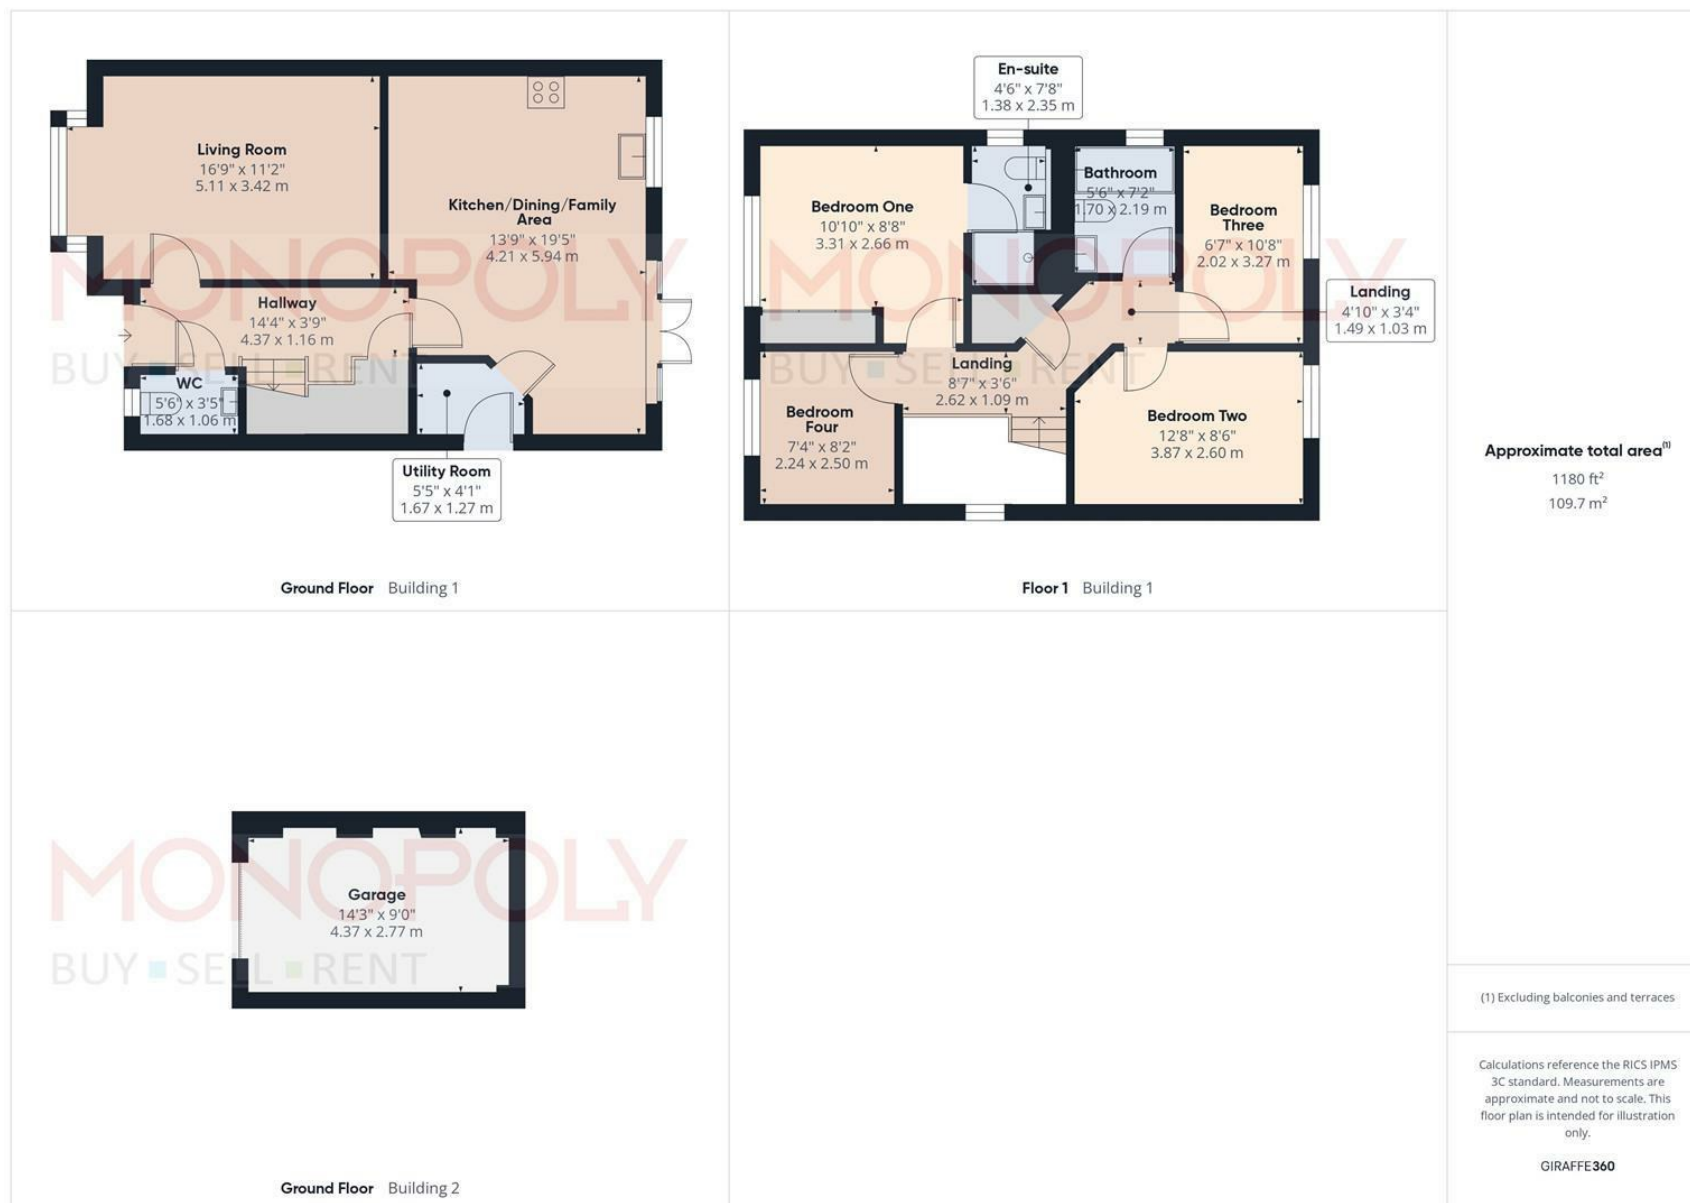 Living Room
16'9" x 11'2"
5.11 x 3.42 m
Kitchen/Dining/Family
Area
13'9" x 19'5"
4.21 x 5.94 m
Hallway
14'4" x 3'9"
4.37 x 1.16 m
WC
5'6" x 3'5"
1.68 x 1.06 m
Utility Room
5'5" x 4'1"
1.67 x 1.27 m
MONOPOLY
BUY SELL RENT
Ground Floor Building 1
En-suite
4'6" x 7'8"
1.38 x 2.35 m
Bedroom One
10'10" x 8'8"
3.31 x 2.66 m
Bathroom
5'6" x 7'2"
1.70 x 2.19 m
Bedroom
Three
6'7" x 10'8"
2.02 x 3.27 m
Landing
4'10" x 3'4"
1.49 x 1.03 m
Landing
8'7" x 3'6"
2.62 x 1.09 m
Bedroom
Four
7'4" x 8'2"
2.24 x 2.50 m
Bedroom Two
12'8" x 8'6"
3.87 x 2.60 m
MONOPOLY
BUY SELL RENT
Floor 1 Building 1
Garage
14'3" x 9'0"
4.37 x 2.77 m
MONOPOLY
BUY SELL RENT
Ground Floor Building 2
Approximate total area(1)
1180 ft²
109.7 m²
(1) Excluding balconies and terraces
Calculations reference the RICS IPMS
3C standard. Measurements are
approximate and not to scale. This
floor plan is intended for illustration
only.
GIRAFFE360